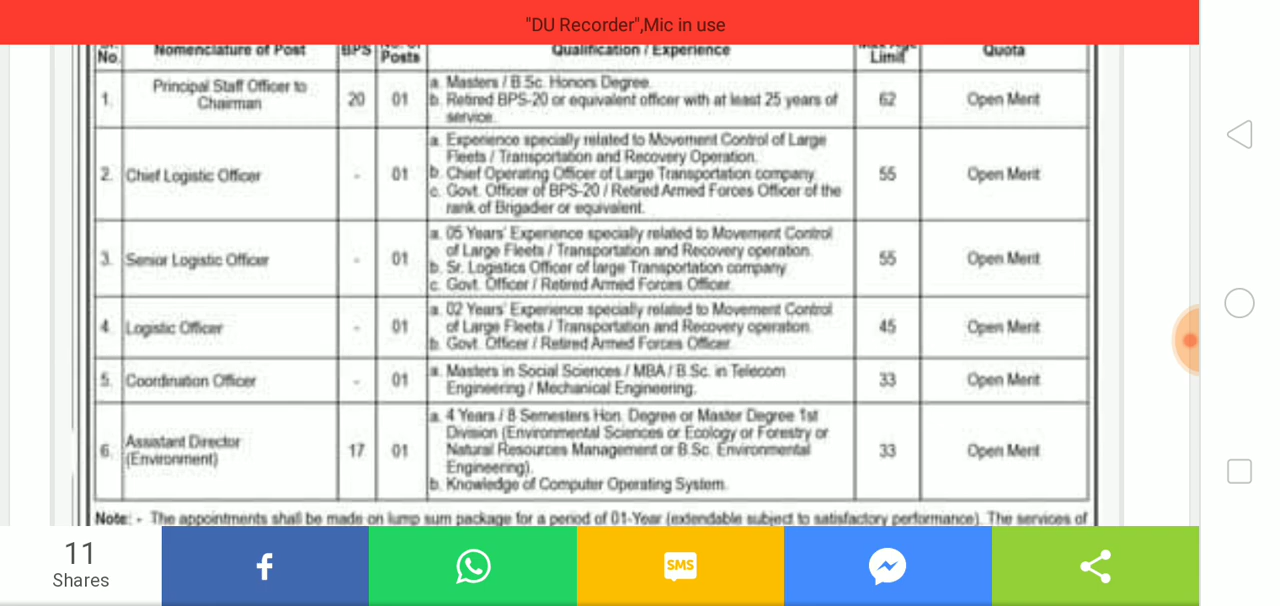 "DU Recorder",Mic in use
No. Nomenclature of Post BPS Posts Qualification / Experience Limit Quota
1. Principal Staff Officer to Chairman 20 01 a. Masters / B.Sc. Honors Degree.
b. Retired BPS-20 or equivalent officer with at least 25 years of service. 62 Open Merit
2. Chief Logistic Officer - 01 a. Experience specially related to Movement Control of Large
Fleets / Transportation and Recovery Operation.
b. Chief Operating Officer of Large Transportation company.
c. Govt. Officer of BPS-20 / Retired Armed Forces Officer of the
rank of Brigadier or equivalent. 55 Open Merit
3. Senior Logistic Officer - 01 a. 05 Years' Experience specially related to Movement Control
of Large Fleets / Transportation and Recovery operation.
b. Sr. Logistics Officer of large Transportation company
c. Govt. Officer / Retired Armed Forces Officer. 55 Open Merit
4. Logistic Officer - 01 a. 02 Years' Experience specially related to Movement Control
of Large Fleets / Transportation and Recovery operation.
b. Govt. Officer / Retired Armed Forces Officer. 45 Open Merit
5. Coordination Officer - 01 a. Masters in Social Sciences / MBA / B.Sc. in Telecom
Engineering / Mechanical Engineering. 33 Open Merit
6. Assistant Director (Environment) 17 01 a. 4 Years / 8 Semesters Hon. Degree or Master Degree 1st
Division (Environmental Sciences or Ecology or Forestry or
Natural Resources Management or B.Sc. Environmental
Engineering).
b. Knowledge of Computer Operating System. 33 Open Merit
Note: - The appointments shall be made on lump sum package for a period of 01-Year (extendable subject to satisfactory performance). The services of
11
Shares
SMS